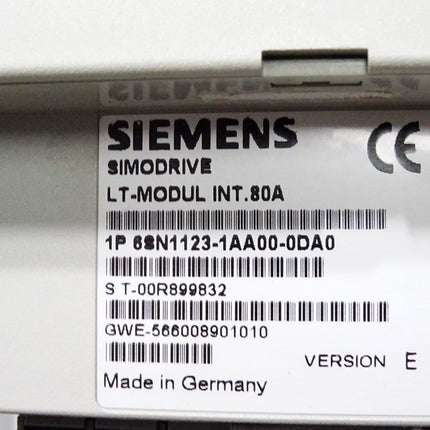 SIEMENS
CE
SIMODRIVE
LT-MODUL INT.80A
1P 6SN1123-1AA00-0DA0
S T-00R899832
GWE-566008901010
VERSION E
Made in Germany